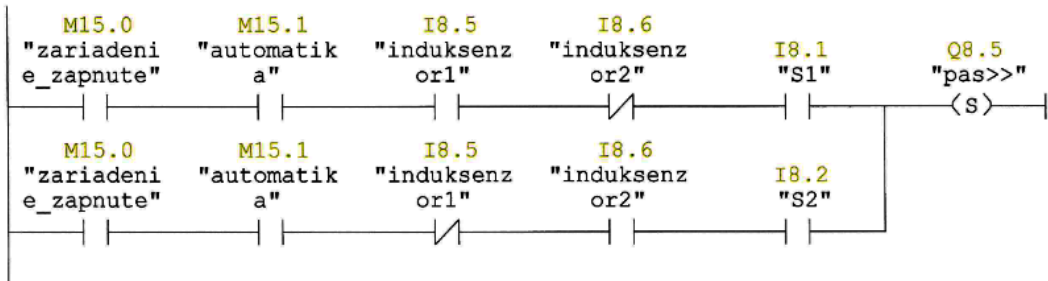 M15.0 M15.1 I8.5 I8.6
"zariadeni "automatik "induksenz "induksenz I8.1 Q8.5
e_zapnute" a" or1" or2" "S1" "pas>>"
(S)
M15.0 M15.1 I8.5 I8.6
"zariadeni "automatik "induksenz "induksenz I8.2
e_zapnute" a" or1" or2" "S2"